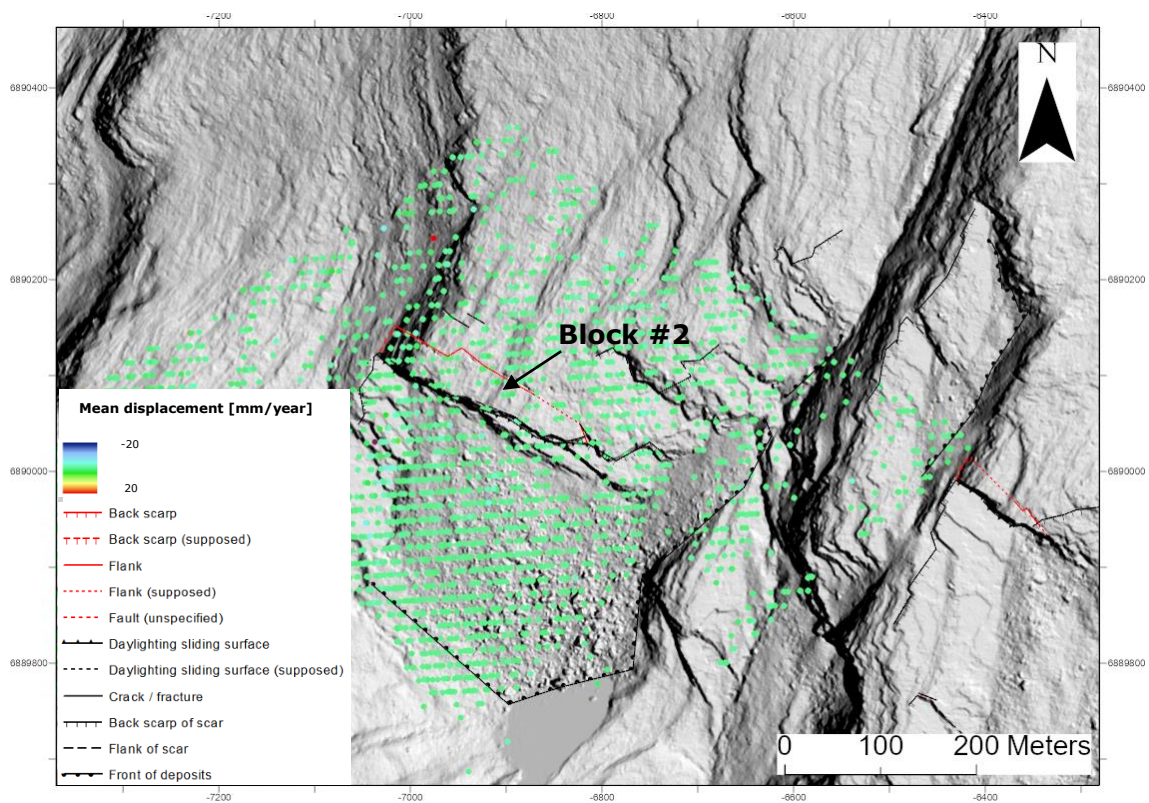 -7200 -7000 -6800 -6600 -6400
N
6890400 6890400
6890200 6890200
Block #2
Mean displacement [mm/year]
-20
20
6890000 6890000
Back scarp
Back scarp (supposed)
Flank
Flank (supposed)
Fault (unspecified)
Daylighting sliding surface
Daylighting sliding surface (supposed)
Crack / fracture
Back scarp of scar
Flank of scar
Front of deposits
6889800 6889800
0 100 200 Meters
-7200 -7000 -6800 -6600 -6400